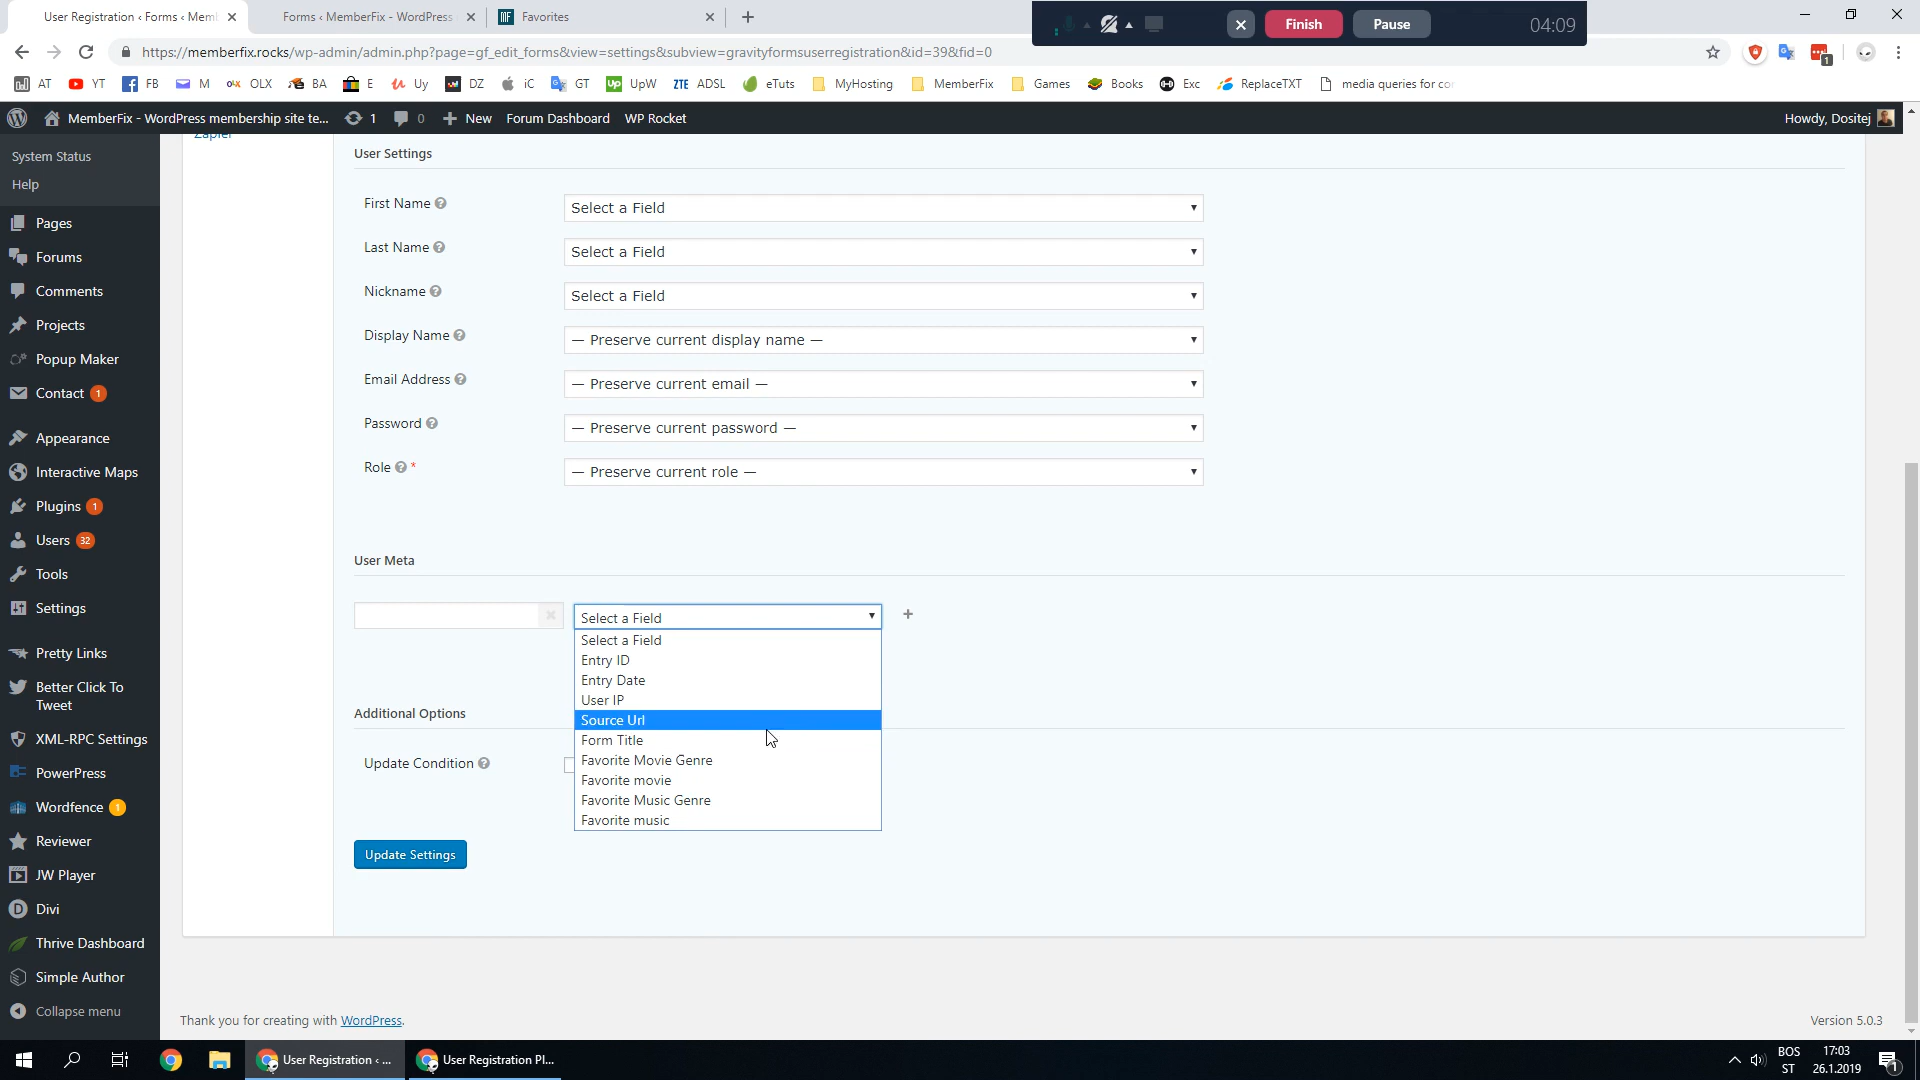 User Registration ‹ Forms ‹ Mem
Forms ‹ MemberFix - WordPress
MF Favorites
Finish
Pause
04:09
https://memberfix.rocks/wp-admin/admin.php?page=gf_edit_forms&view=settings&subview=gravityformsuserregistration&id=39&fid=0
1
AT
YT
FB
M
OLX
BA
E
Uy
DZ
iC
GT
UpW
ZTE ADSL
eTuts
MyHosting
MemberFix
Games
Books
Exc
ReplaceTXT
media queries for co
MemberFix - WordPress membership site te...
1
0
New
Forum Dashboard
WP Rocket
Howdy, Dositej
System Status
Help
Pages
Forums
Comments
Projects
Popup Maker
Contact 1
Appearance
Interactive Maps
Plugins 1
Users 32
Tools
Settings
Pretty Links
Better Click To
Tweet
XML-RPC Settings
PowerPress
Wordfence 1
Reviewer
JW Player
Divi
Thrive Dashboard
Simple Author
Collapse menu
Zapier
User Settings
First Name ?
Select a Field
Last Name ?
Select a Field
Nickname ?
Select a Field
Display Name ?
— Preserve current display name —
Email Address ?
— Preserve current email —
Password ?
— Preserve current password —
Role ? *
— Preserve current role —
User Meta
Select a Field
Select a Field
Entry ID
Entry Date
User IP
Source Url
Form Title
Favorite Movie Genre
Favorite movie
Favorite Music Genre
Favorite music
Additional Options
Update Condition ?
Update Settings
Thank you for creating with WordPress.
Version 5.0.3
User Registration ‹ ...
User Registration Pl...
BOS
ST
17:03
26.1.2019
1